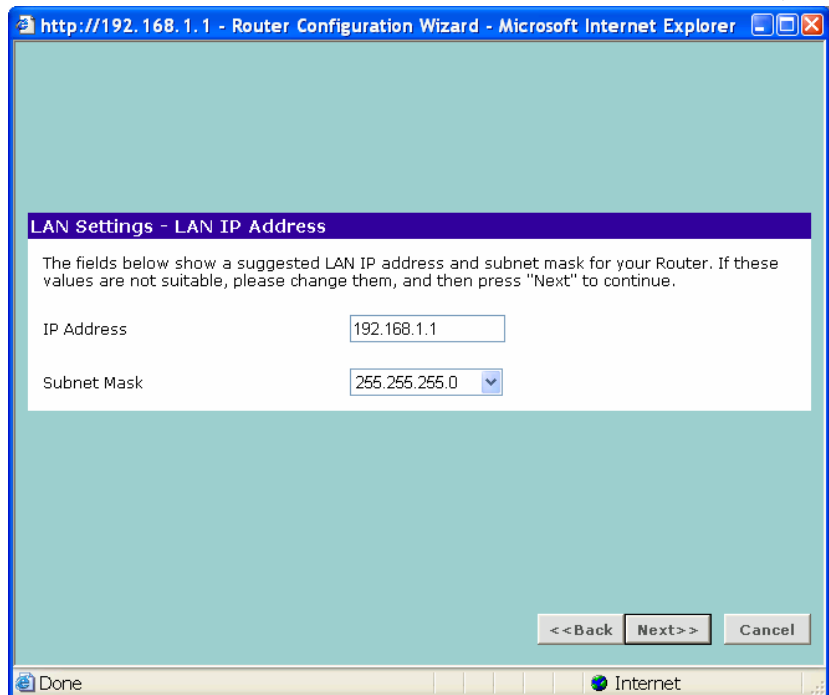 http://192.168.1.1 - Router Configuration Wizard - Microsoft Internet Explorer
LAN Settings - LAN IP Address
The fields below show a suggested LAN IP address and subnet mask for your Router. If these
values are not suitable, please change them, and then press "Next" to continue.
IP Address 192.168.1.1
Subnet Mask 255.255.255.0
<<Back Next>> Cancel
Done Internet